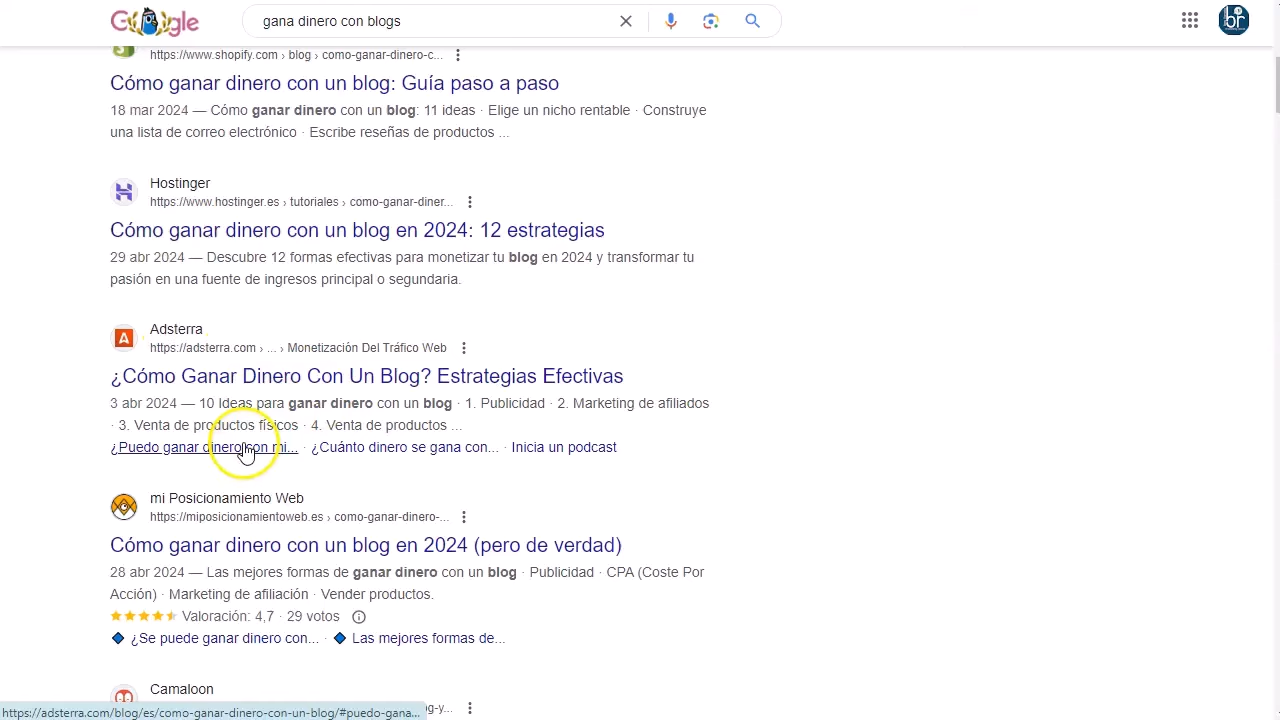 Google
gana dinero con blogs
br
https://www.shopify.com › blog › como-ganar-dinero-c...
Cómo ganar dinero con un blog: Guía paso a paso
18 mar 2024 — Cómo ganar dinero con un blog: 11 ideas · Elige un nicho rentable · Construye
una lista de correo electrónico · Escribe reseñas de productos ...
Hostinger
https://www.hostinger.es › tutoriales › como-ganar-diner...
Cómo ganar dinero con un blog en 2024: 12 estrategias
29 abr 2024 — Descubre 12 formas efectivas para monetizar tu blog en 2024 y transformar tu
pasión en una fuente de ingresos principal o segundaria.
A
Adsterra
https://adsterra.com › ... › Monetización Del Tráfico Web
¿Cómo Ganar Dinero Con Un Blog? Estrategias Efectivas
3 abr 2024 — 10 Ideas para ganar dinero con un blog · 1. Publicidad · 2. Marketing de afiliados
· 3. Venta de productos físicos · 4. Venta de productos ...
¿Puedo ganar dinero con mi... · ¿Cuánto dinero se gana con... · Inicia un podcast
mi Posicionamiento Web
https://miposicionamientoweb.es › como-ganar-dinero-...
Cómo ganar dinero con un blog en 2024 (pero de verdad)
28 abr 2024 — Las mejores formas de ganar dinero con un blog · Publicidad · CPA (Coste Por
Acción) · Marketing de afiliación · Vender productos.
Valoración: 4,7 · 29 votos
¿Se puede ganar dinero con... · Las mejores formas de...
Camaloon
https://adsterra.com/blog/es/como-ganar-dinero-con-un-blog/#puedo-gana...